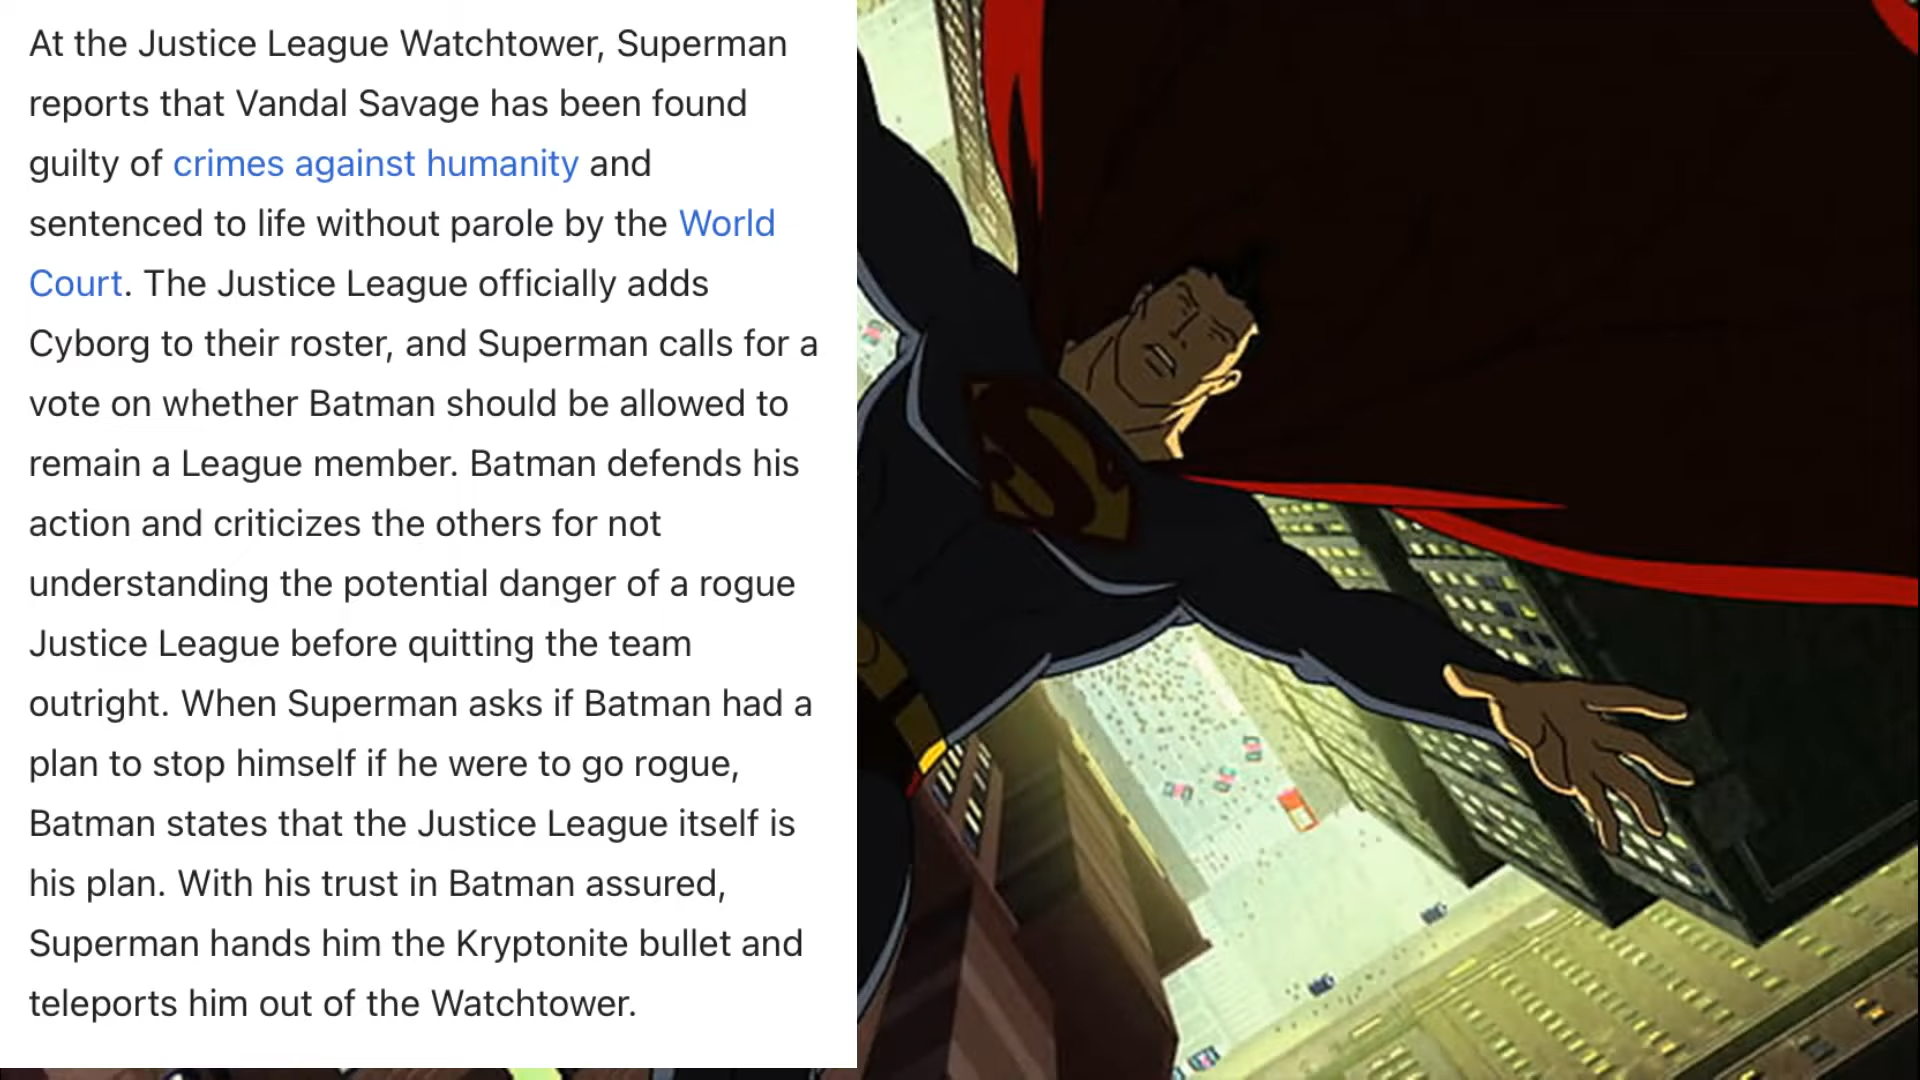 At the Justice League Watchtower, Superman
reports that Vandal Savage has been found
guilty of crimes against humanity and
sentenced to life without parole by the World
Court. The Justice League officially adds
Cyborg to their roster, and Superman calls for a
vote on whether Batman should be allowed to
remain a League member. Batman defends his
action and criticizes the others for not
understanding the potential danger of a rogue
Justice League before quitting the team
outright. When Superman asks if Batman had a
plan to stop himself if he were to go rogue,
Batman states that the Justice League itself is
his plan. With his trust in Batman assured,
Superman hands him the Kryptonite bullet and
teleports him out of the Watchtower.